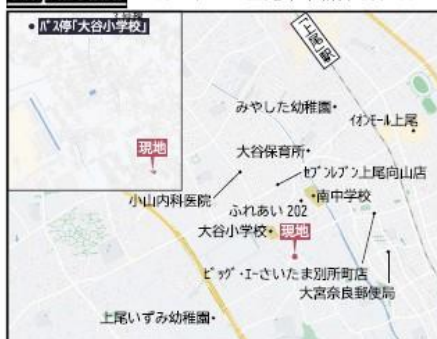 バス停「大谷小学校」
「上尾」駅
みやした幼稚園
イオンモール上尾
大谷保育所
現地
セブンレブン上尾向山店
小山内科医院
南中学校
ふれあい202
大谷小学校
現地
ビッグ・エーさいたま別所町店
大宮奈良郵便局
上尾いずみ幼稚園